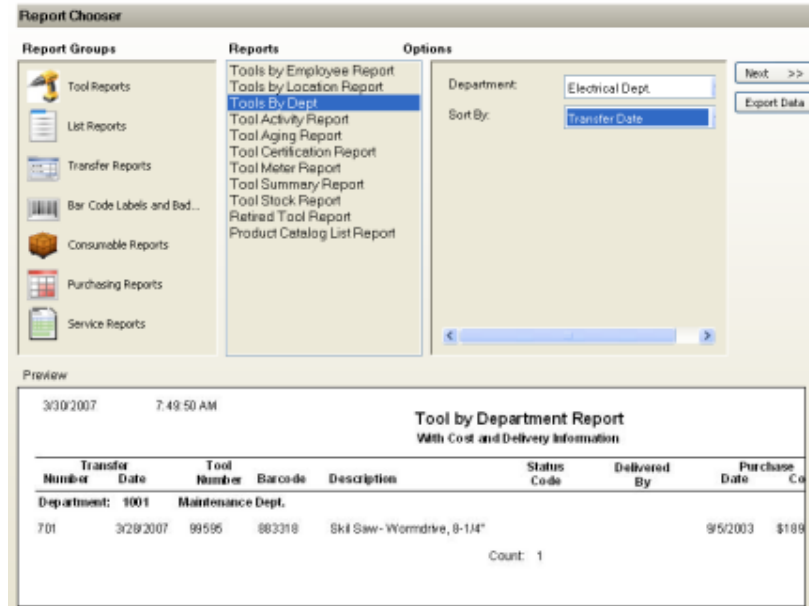 Report Chooser
Report Groups
Reports
Options
Tool Reports
List Reports
Transfer Reports
Bar Code Labels and Bad...
Consumable Reports
Purchasing Reports
Service Reports
Tools by Employee Report
Tools by Location Report
Tools By Dept
Tool Activity Report
Tool Aging Report
Tool Certification Report
Tool Meter Report
Tool Summary Report
Tool Stock Report
Retired Tool Report
Product Catalog List Report
Department: Electrical Dept.
Sort By: Transfer Date
Next >>
Export Data
Preview
3/30/2007 7:49:50 AM
Tool by Department Report
With Cost and Delivery Information
Transfer Tool Status Delivered Purchase
Number Date Number Barcode Description Code By Date Co
Department: 1001 Maintenance Dept.
701 3/28/2007 99595 883318 Skil Saw- Wormdrive, 8-1/4" 9/5/2003 $189
Count: 1